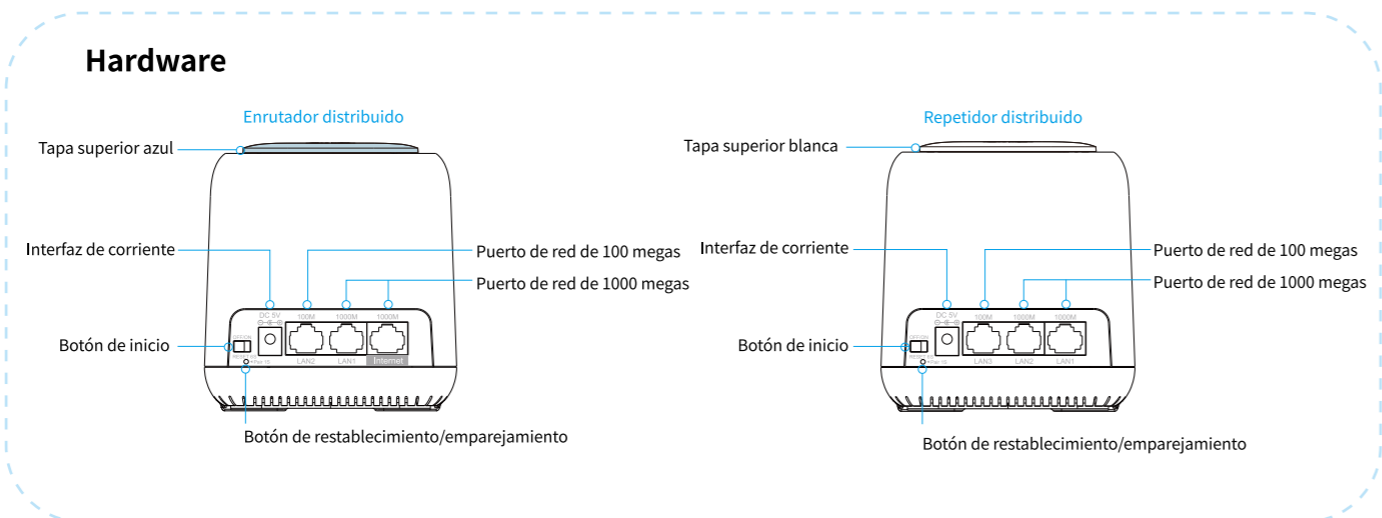 Hardware
Enrutador distribuido
Tapa superior azul
Interfaz de corriente
Puerto de red de 100 megas
Puerto de red de 1000 megas
DC 5V
100M
1000M
1000M
Botón de inicio
LAN2
LAN1
Internet
Botón de restablecimiento/emparejamiento
Repetidor distribuido
Tapa superior blanca
Interfaz de corriente
Puerto de red de 100 megas
Puerto de red de 1000 megas
DC 5V
100M
1000M
1000M
Botón de inicio
LAN3
LAN2
LAN1
Botón de restablecimiento/emparejamiento